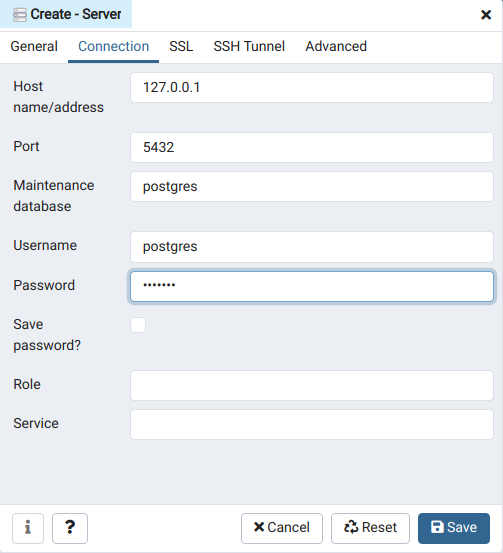 Create - Server
General Connection SSL SSH Tunnel Advanced
Host name/address 127.0.0.1
Port 5432
Maintenance database postgres
Username postgres
Password •••••••
Save password?
Role
Service
i ? Cancel Reset Save